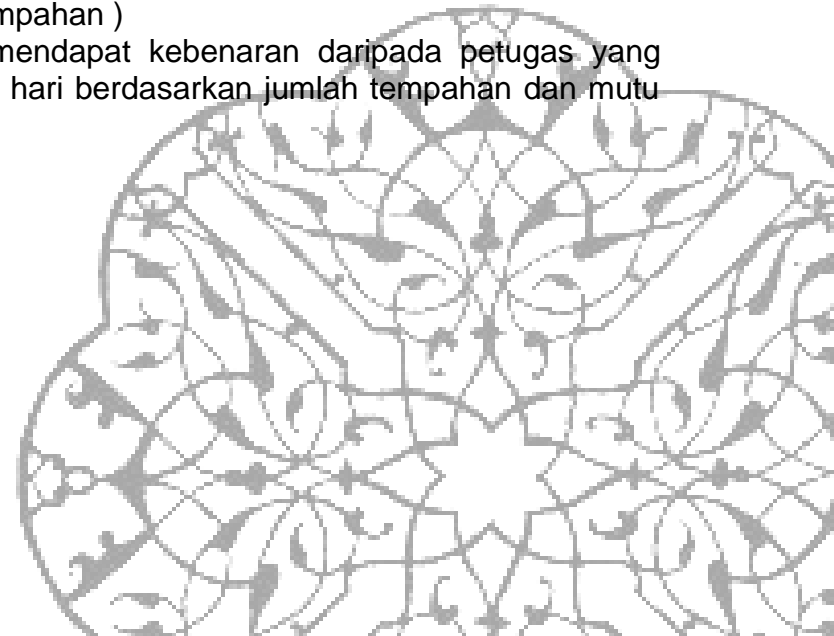 mpahan )
mendapat kebenaran daripada petugas yang
hari berdasarkan jumlah tempahan dan mutu